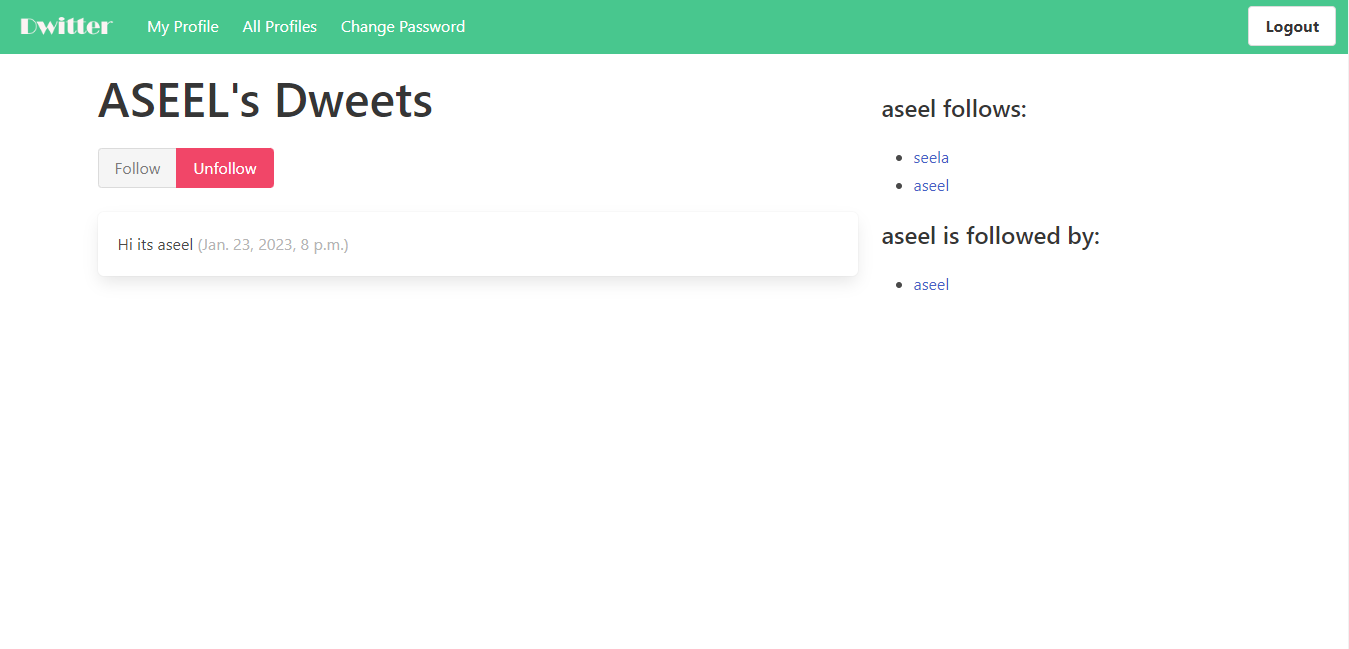 Dwitter My Profile All Profiles Change Password Logout
ASEEL's Dweets
Follow Unfollow
Hi its aseel (Jan. 23, 2023, 8 p.m.)
aseel follows:
seela
aseel
aseel is followed by:
aseel